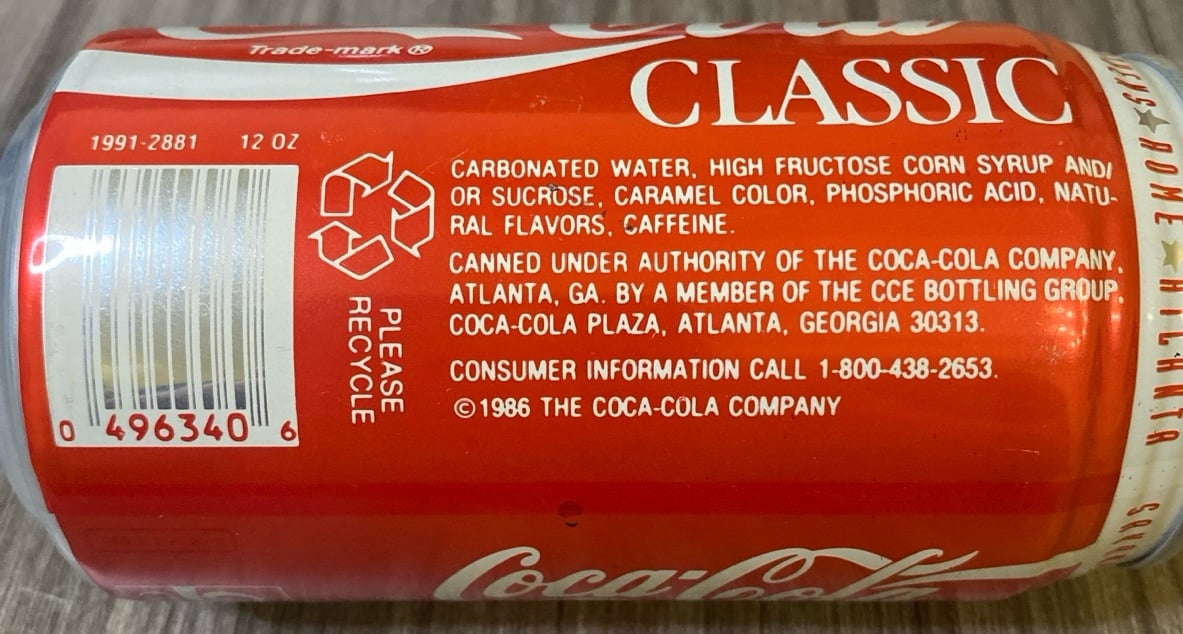 Trade-mark ®
CLASSIC
1991-2881 12 OZ
CARBONATED WATER, HIGH FRUCTOSE CORN SYRUP AND/
OR SUCROSE, CARAMEL COLOR, PHOSPHORIC ACID, NATU-
RAL FLAVORS, CAFFEINE.
CANNED UNDER AUTHORITY OF THE COCA-COLA COMPANY,
ATLANTA, GA. BY A MEMBER OF THE CCE BOTTLING GROUP,
COCA-COLA PLAZA, ATLANTA, GEORGIA 30313.
CONSUMER INFORMATION CALL 1-800-438-2653.
©1986 THE COCA-COLA COMPANY
PLEASE
RECYCLE
0 496340 6
Coca-Cola
ROME ★ ATLANTA